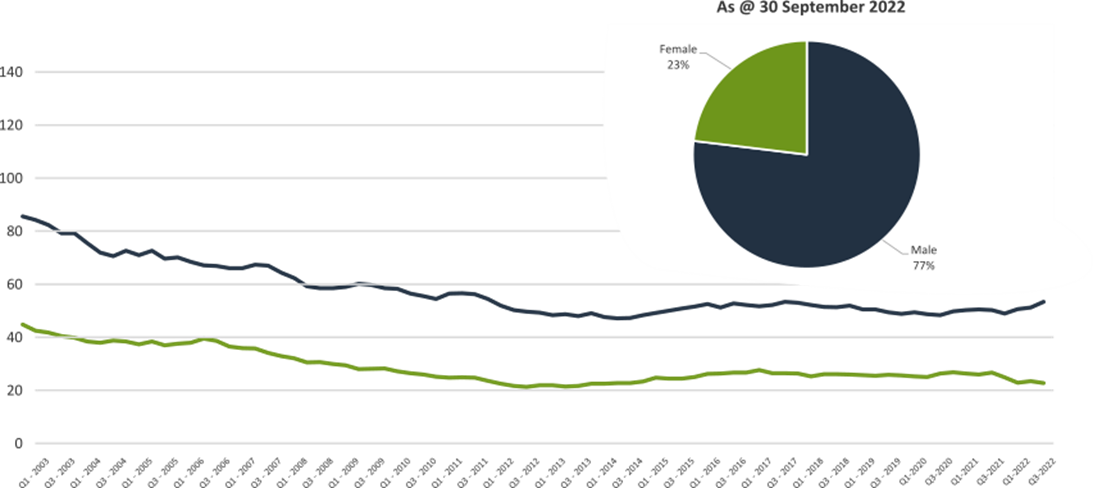 As @ 30 September 2022
Female
23%
Male
77%
140
120
100
80
60
40
20
0
Q1 - 2003
Q3 - 2003
Q1 - 2004
Q3 - 2004
Q1 - 2005
Q3 - 2005
Q1 - 2006
Q3 - 2006
Q1 - 2007
Q3 - 2007
Q1 - 2008
Q3 - 2008
Q1 - 2009
Q3 - 2009
Q1 - 2010
Q3 - 2010
Q1 - 2011
Q3 - 2011
Q1 - 2012
Q3 - 2012
Q1 - 2013
Q3 - 2013
Q1 - 2014
Q3 - 2014
Q1 - 2015
Q3 - 2015
Q1 - 2016
Q3 - 2016
Q1 - 2017
Q3 - 2017
Q1 - 2018
Q3 - 2018
Q1 - 2019
Q3 - 2019
Q1 - 2020
Q3 - 2020
Q1-2021
Q3-2021
Q1-2022
Q3-2022